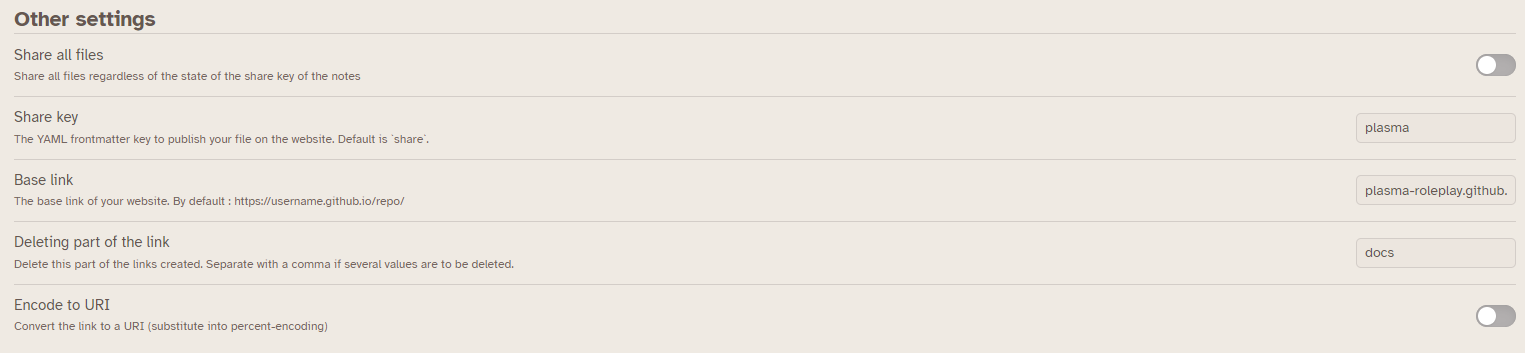 Other settings
Share all files
Share all files regardless of the state of the share key of the notes
Share key
The YAML frontmatter key to publish your file on the website. Default is `share`.
plasma
Base link
The base link of your website. By default : https://username.github.io/repo/
plasma-roleplay.github.
Deleting part of the link
Delete this part of the links created. Separate with a comma if several values are to be deleted.
docs
Encode to URI
Convert the link to a URI (substitute into percent-encoding)